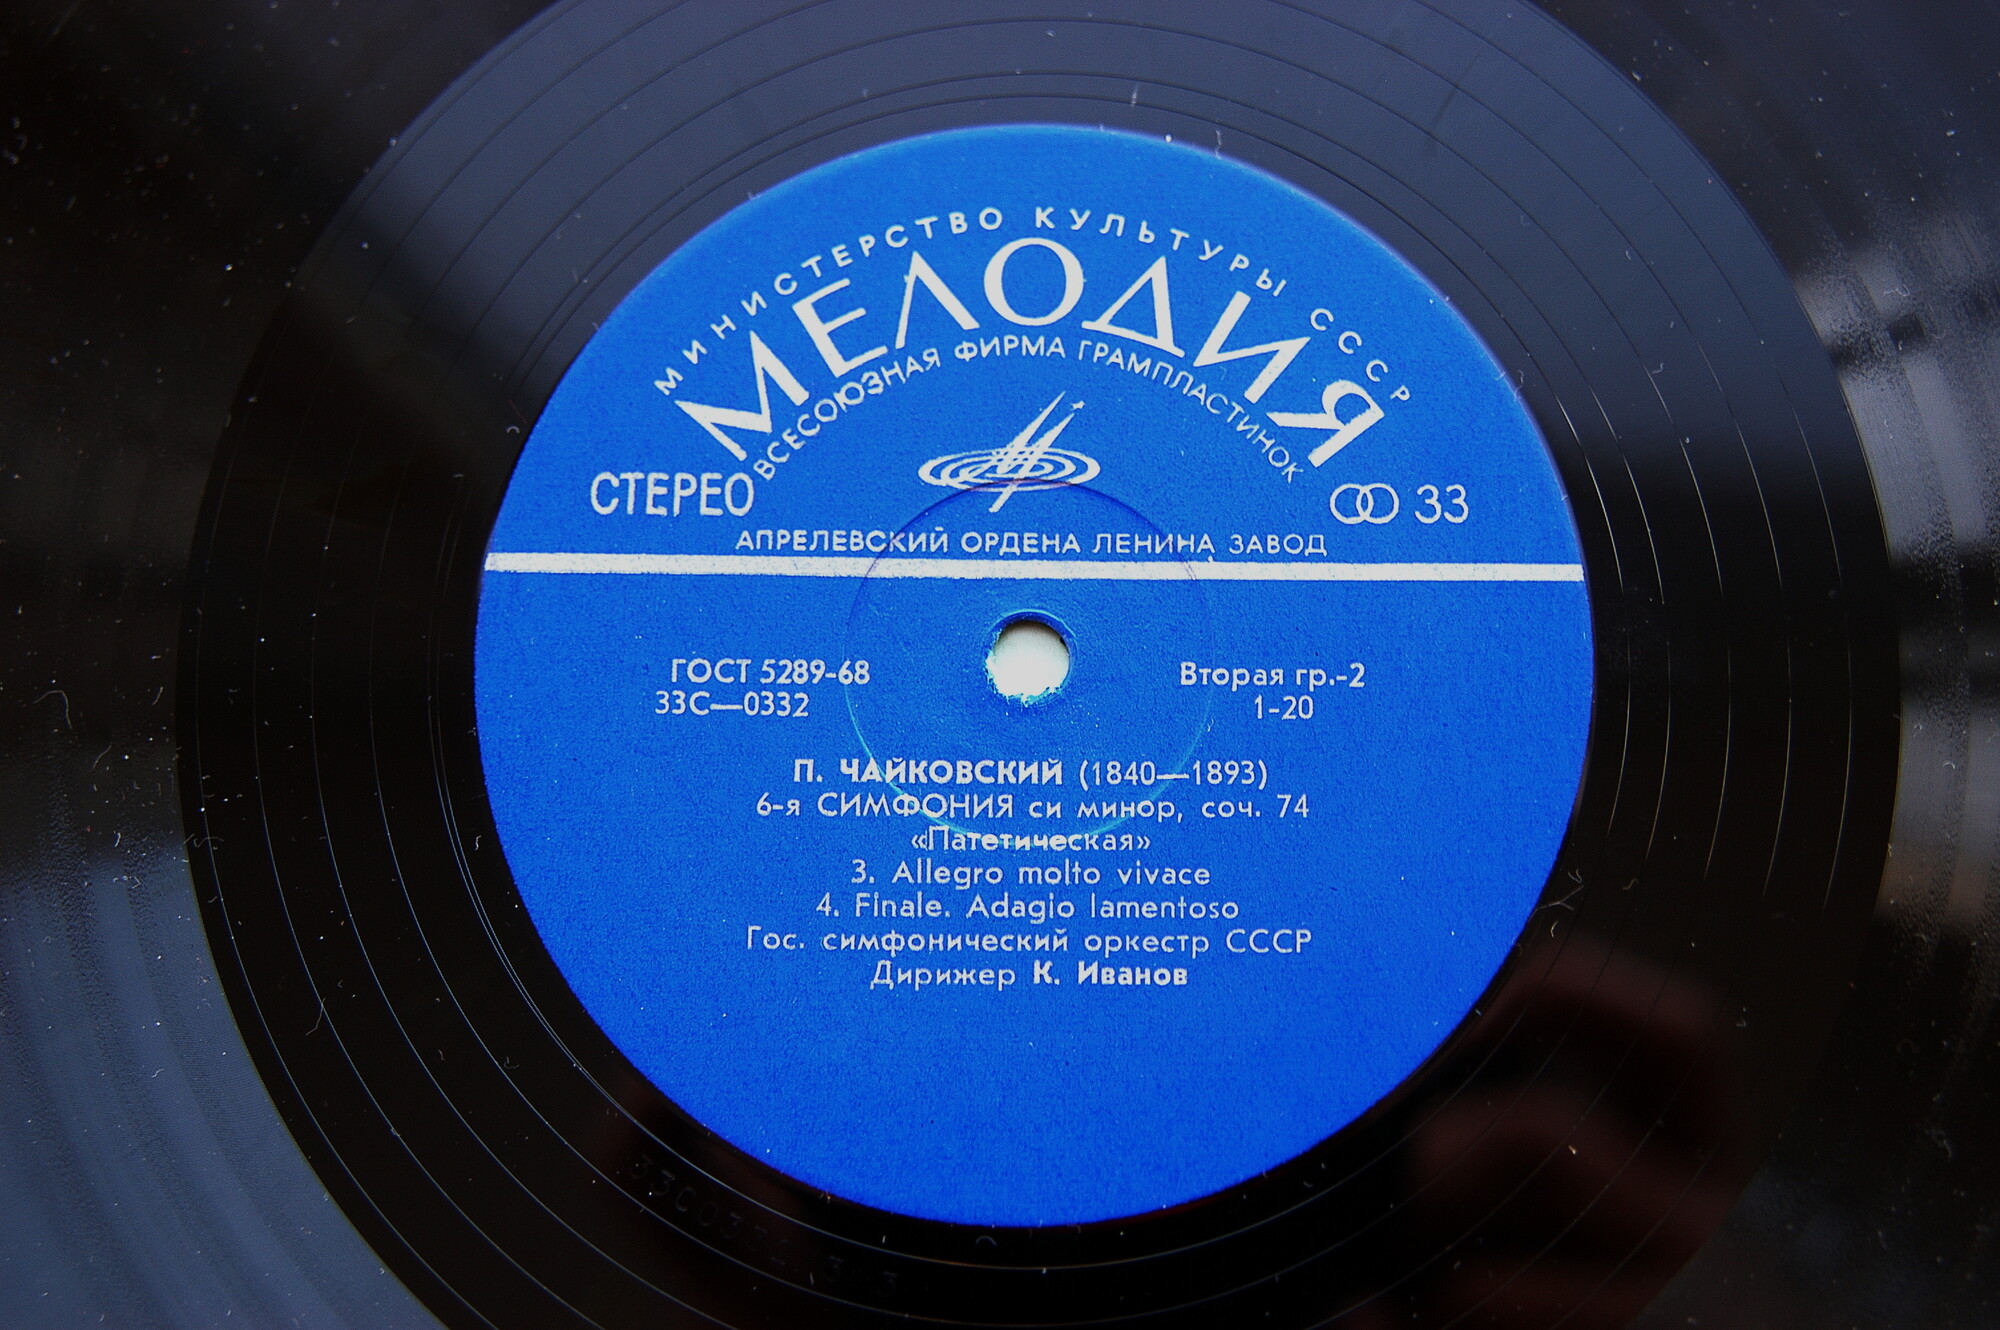 МИНИСТЕРСТВО КУЛЬТУРЫ СССР
МЕЛОДИЯ
ВСЕСОЮЗНАЯ ФИРМА ГРАМПЛАСТИНОК
СТЕРЕО
33
АПРЕЛЕВСКИЙ ОРДЕНА ЛЕНИНА ЗАВОД
ГОСТ 5289-68
33С—0332
Вторая гр.-2
1-20
П. ЧАЙКОВСКИЙ (1840—1893)
6-я СИМФОНИЯ си минор, соч. 74
«Патетическая»
3. Allegro molto vivace
4. Finale. Adagio lamentoso
Гос. симфонический оркестр СССР
Дирижер К. Иванов